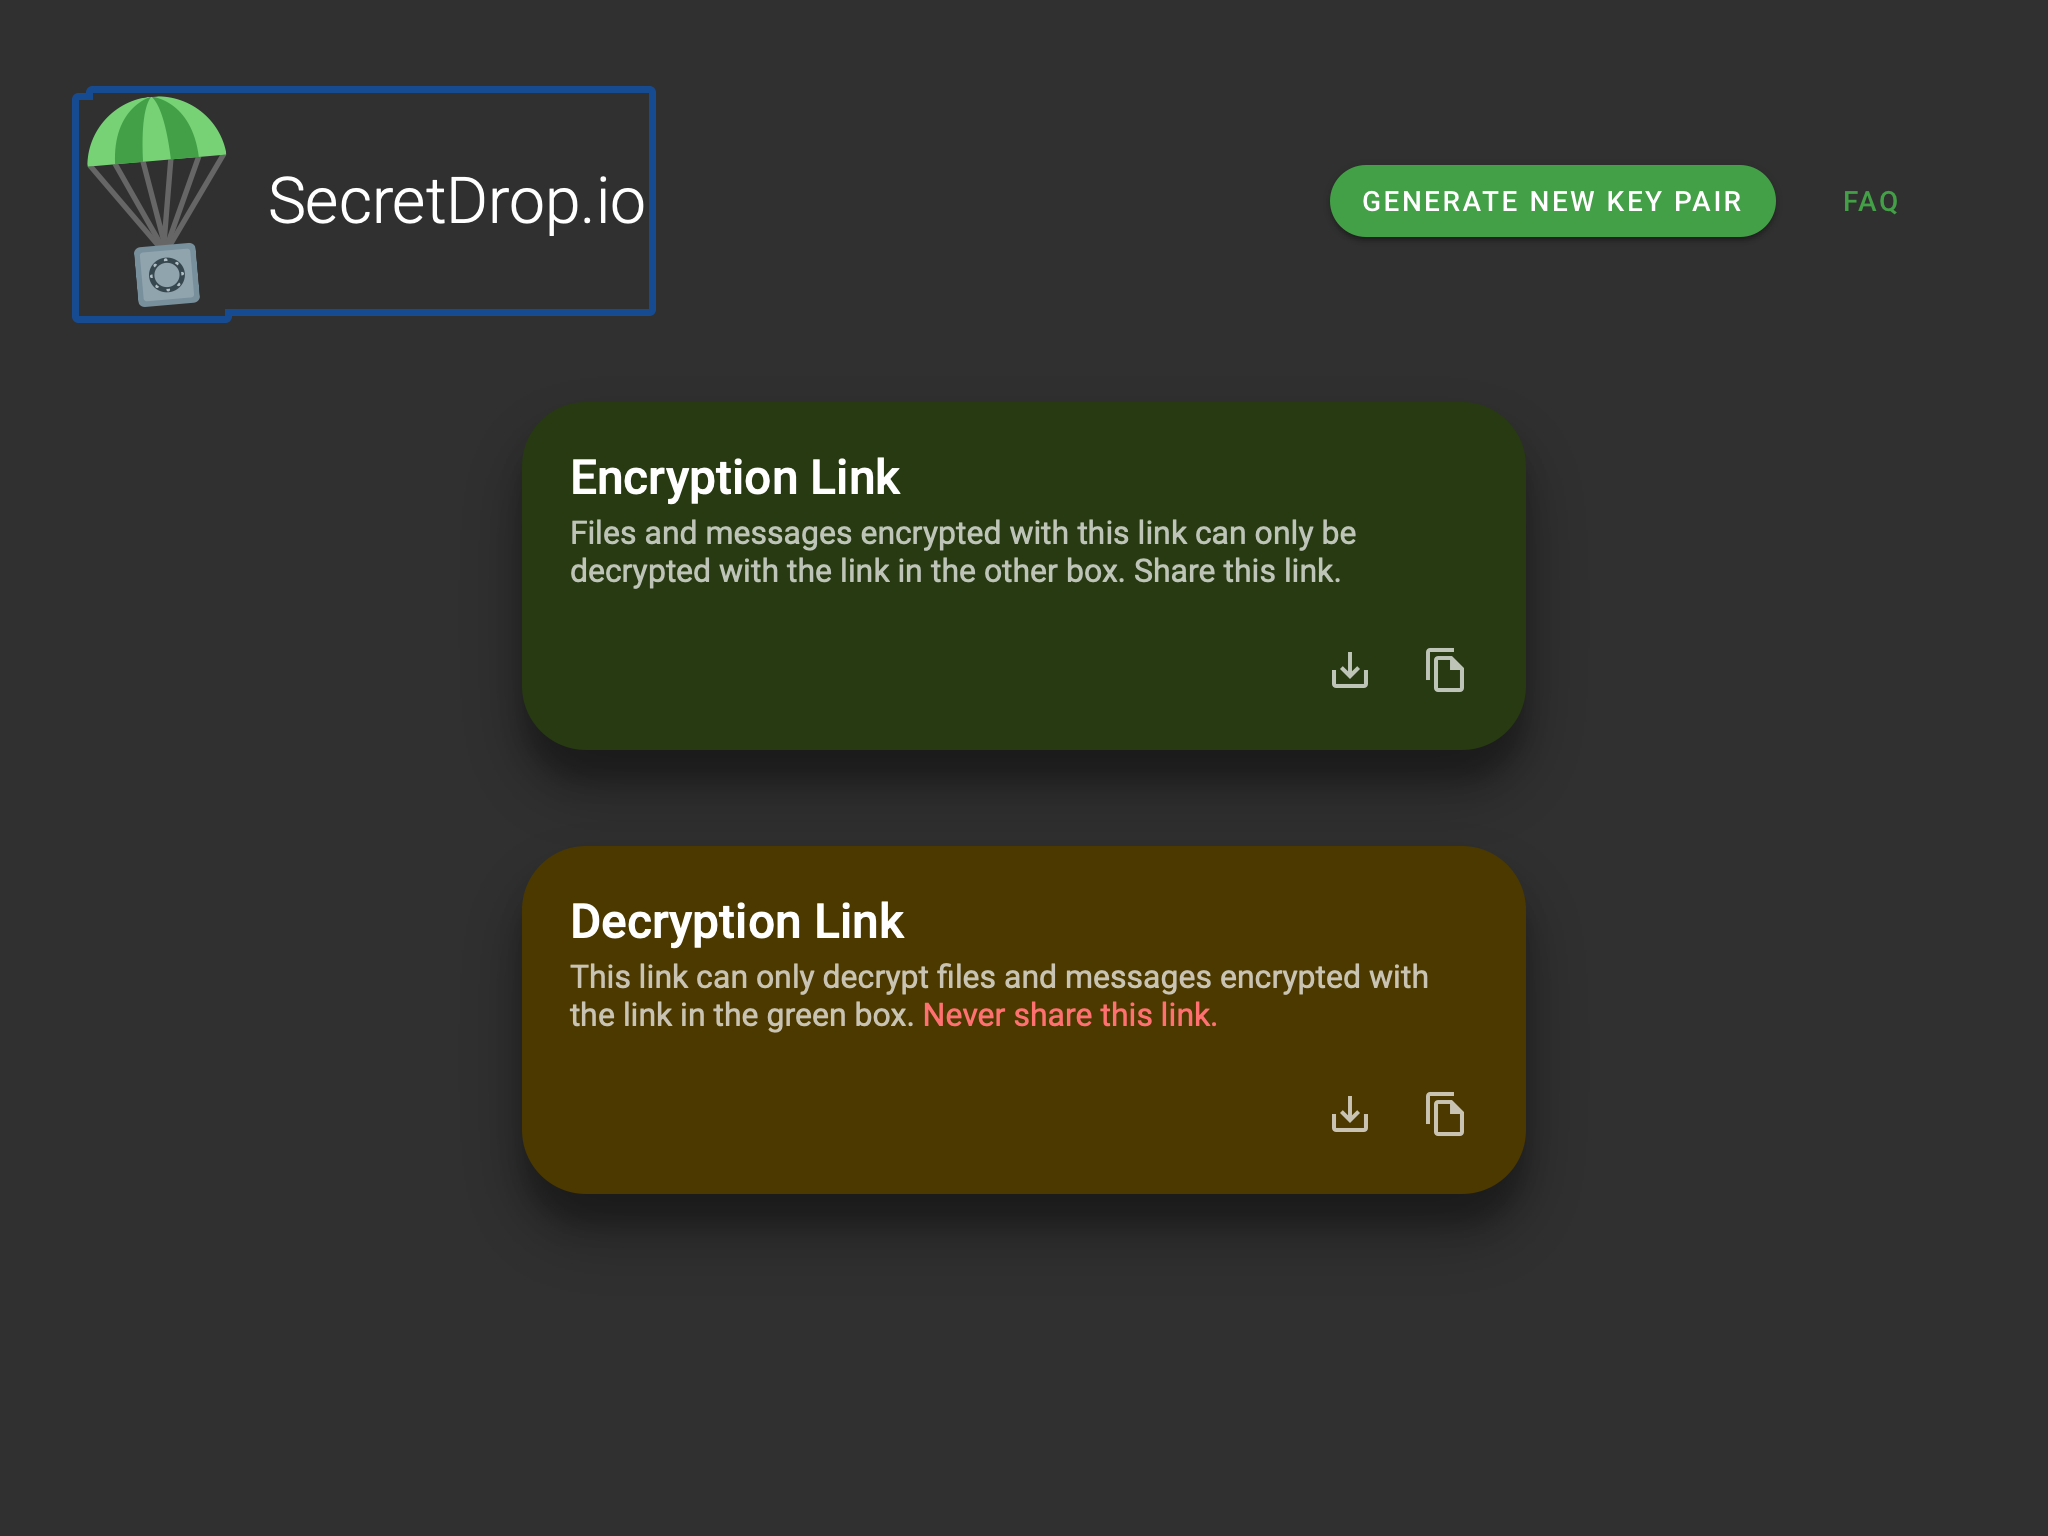 SecretDrop.io
GENERATE NEW KEY PAIR
FAQ
Encryption Link
Files and messages encrypted with this link can only be
decrypted with the link in the other box. Share this link.
Decryption Link
This link can only decrypt files and messages encrypted with
the link in the green box. Never share this link.